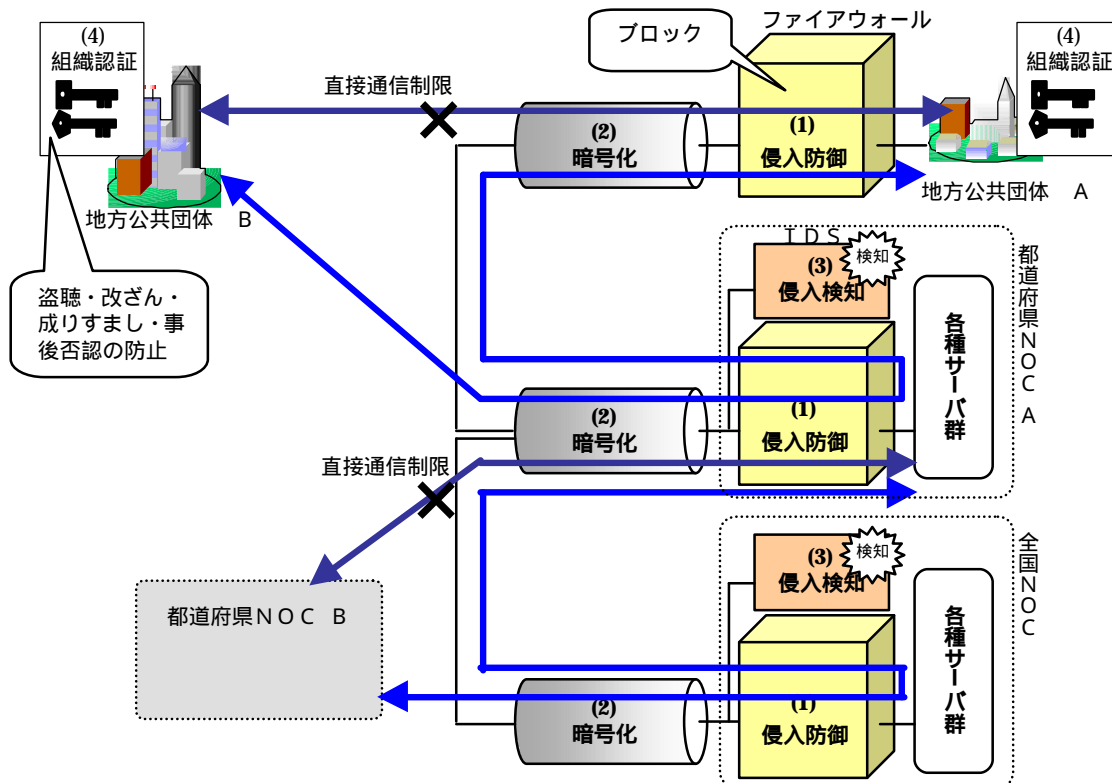 (4)
組織認証
ブロック
ファイアウォール
(4)
組織認証
直接通信制限
(2)
暗号化
(1)
侵入防御
地方公共団体 B
地方公共団体 A
盗聴・改ざん・
成りすまし・事
後否認の防止
IDS
(3)
侵入検知
検知
(2)
暗号化
(1)
侵入防御
各種サーバ群
都道府県NOC A
直接通信制限
都道府県NOC B
(3)
侵入検知
検知
(2)
暗号化
(1)
侵入防御
各種サーバ群
全国NOC